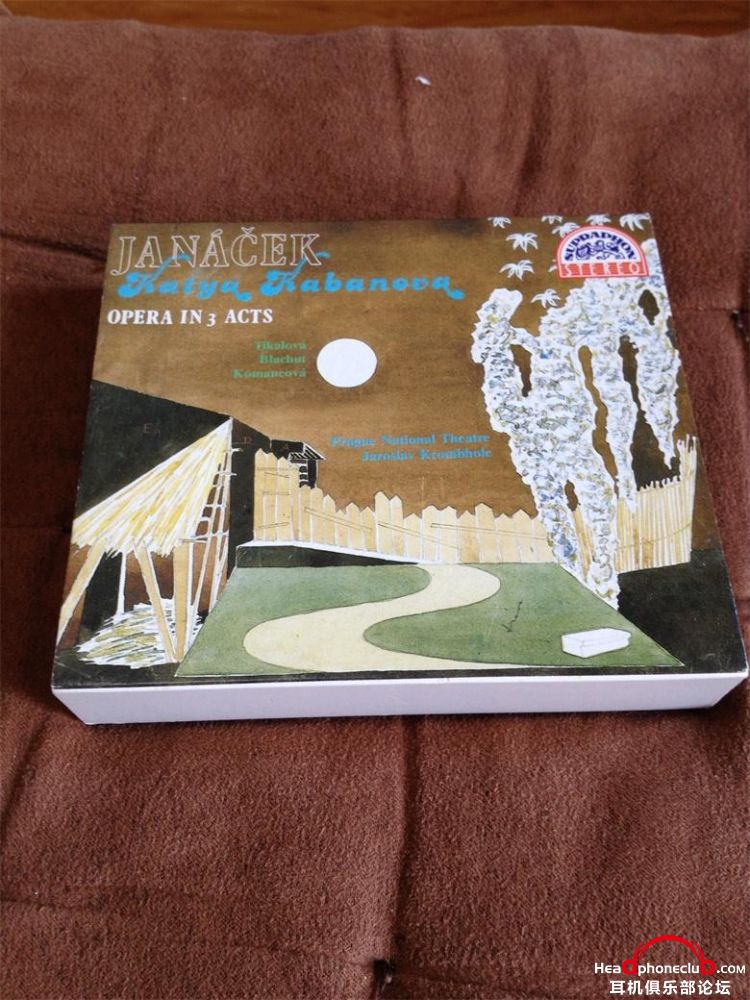 JANÁČEK
Katya Kabanova
OPERA IN 3 ACTS
Tikalová
Blachut
Komancová
Prague National Theatre
Jaroslav Krombholc
SUPRAPHON
STEREO
HeadphoneClub.COM
耳机俱乐部论坛